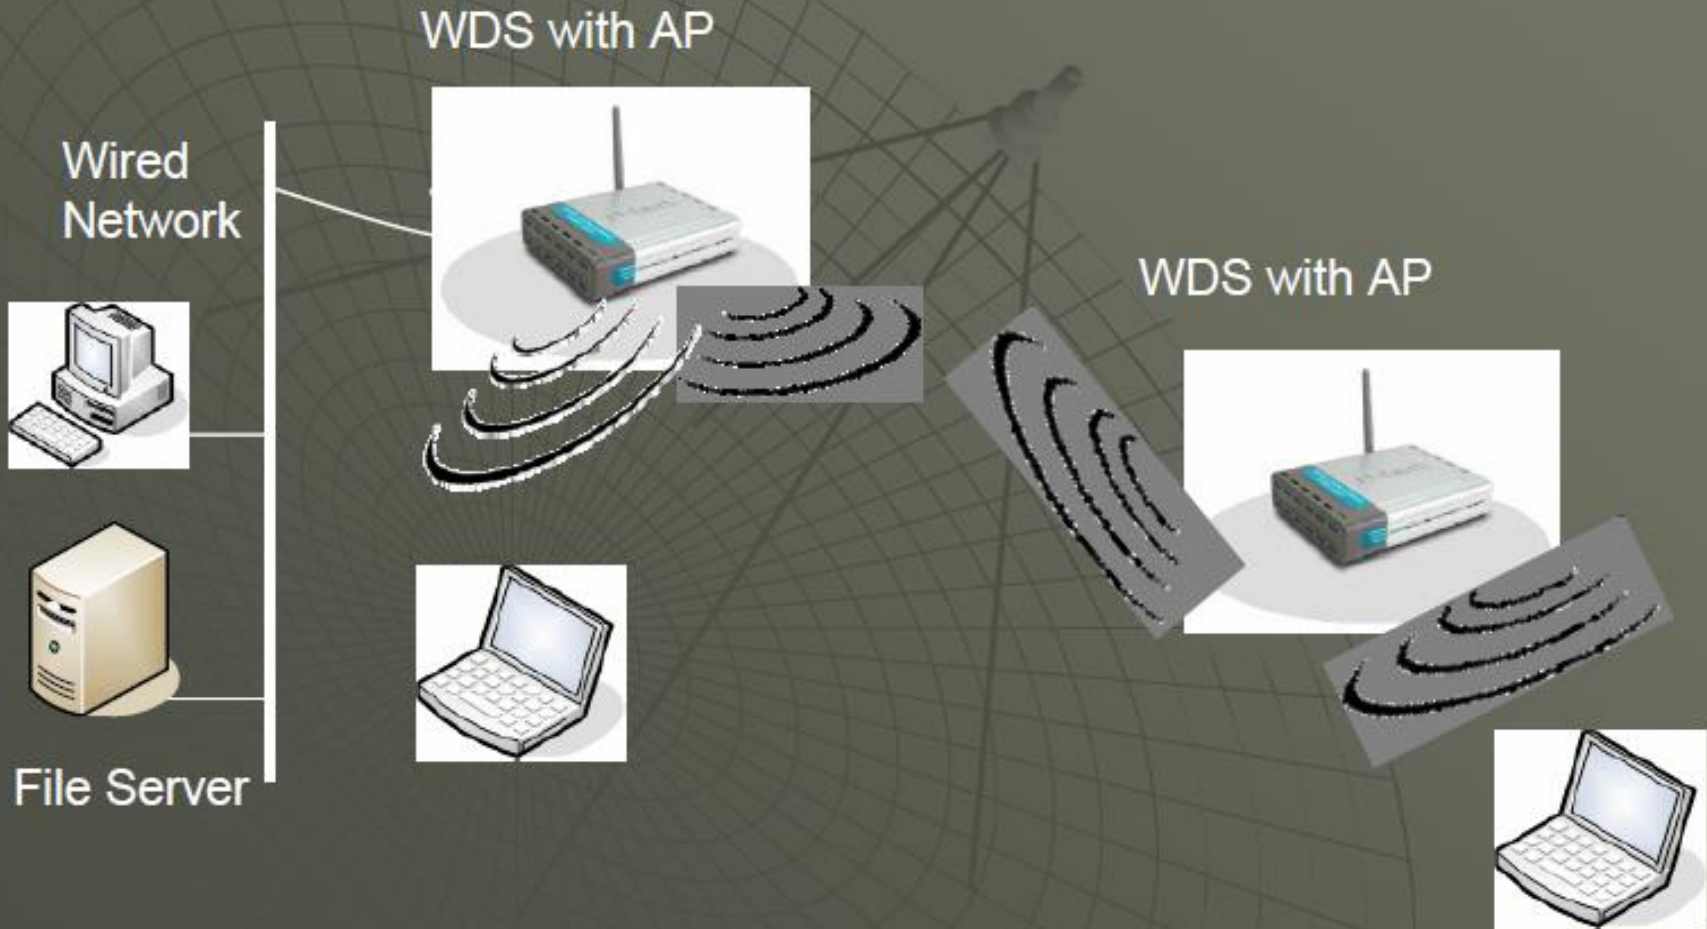 WDS with AP
Wired
Network
WDS with AP
File Server